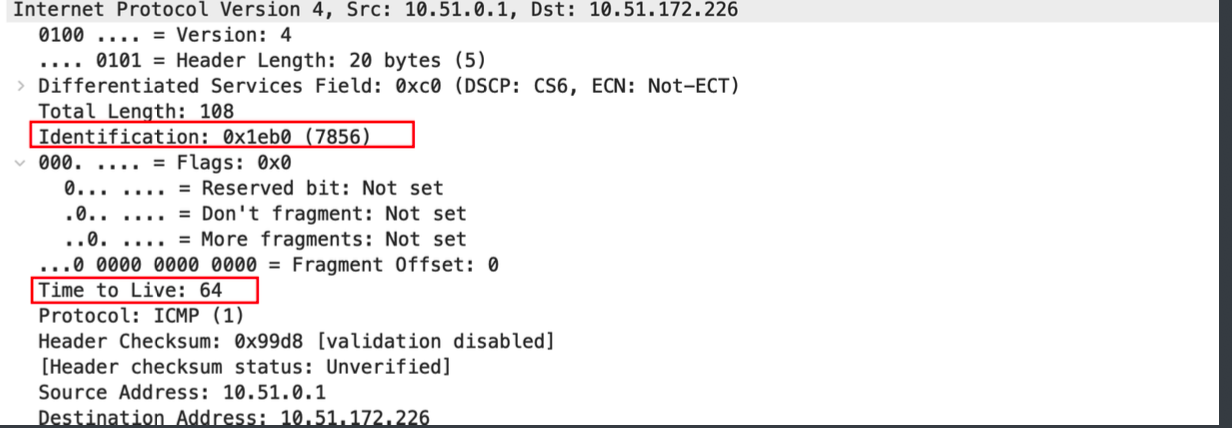 Internet Protocol Version 4, Src: 10.51.0.1, Dst: 10.51.172.226
0100 .... = Version: 4
.... 0101 = Header Length: 20 bytes (5)
Differentiated Services Field: 0xc0 (DSCP: CS6, ECN: Not-ECT)
Total Length: 108
Identification: 0x1eb0 (7856)
000. .... = Flags: 0x0
0... .... = Reserved bit: Not set
.0.. .... = Don't fragment: Not set
..0. .... = More fragments: Not set
...0 0000 0000 0000 = Fragment Offset: 0
Time to Live: 64
Protocol: ICMP (1)
Header Checksum: 0x99d8 [validation disabled]
[Header checksum status: Unverified]
Source Address: 10.51.0.1
Destination Address: 10.51.172.226